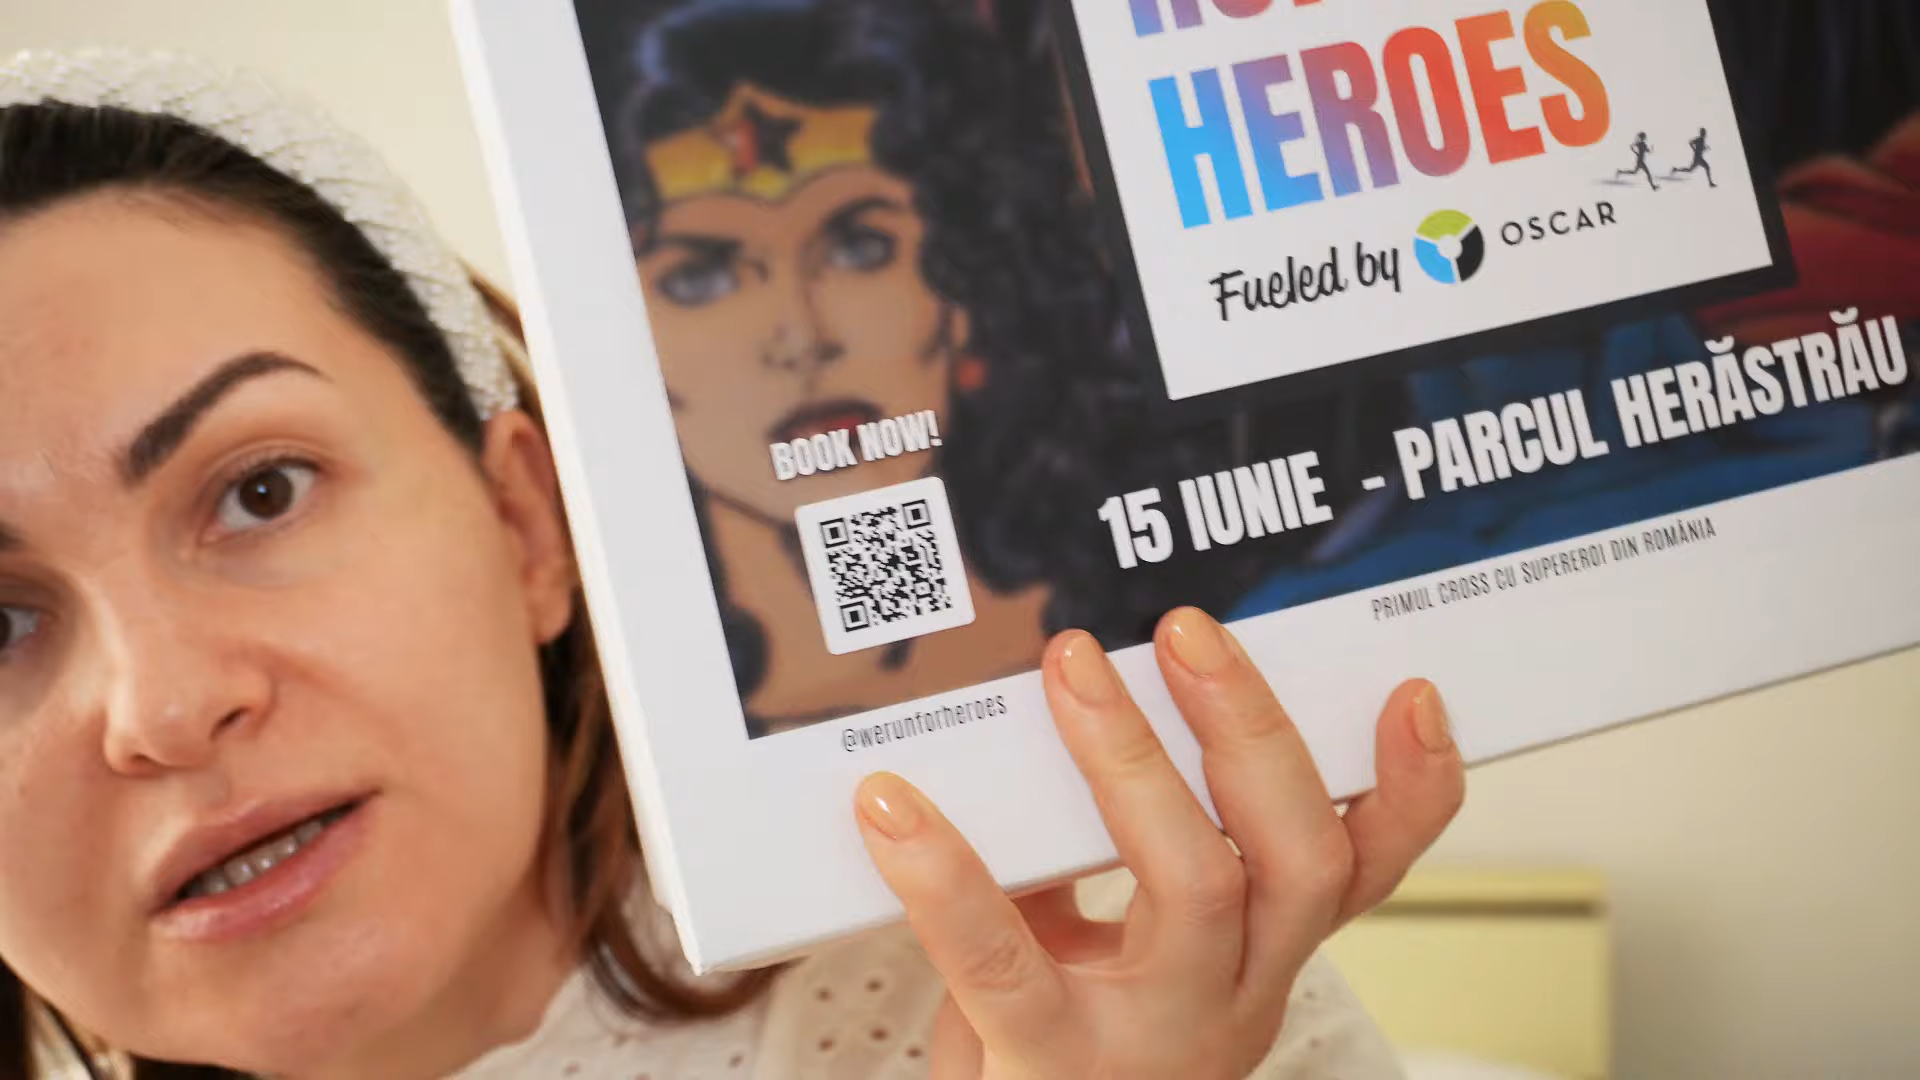 HEROES
Fueled by OSCAR
BOOK NOW!
15 IUNIE - PARCUL HERĂSTRĂU
PRIMUL CROSS CU SUPEREROI DIN ROMÂNIA
@werunforheroes